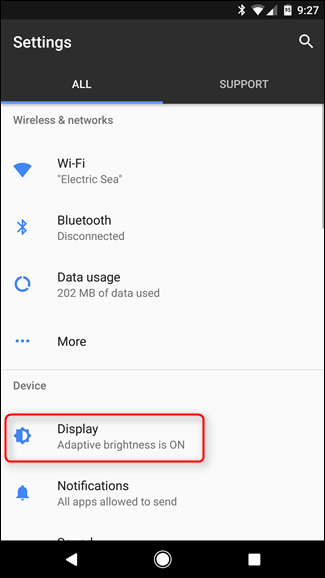 9:27
Settings
ALL SUPPORT
Wireless & networks
Wi-Fi
"Electric Sea"
Bluetooth
Disconnected
Data usage
202 MB of data used
More
Device
Display
Adaptive brightness is ON
Notifications
All apps allowed to send